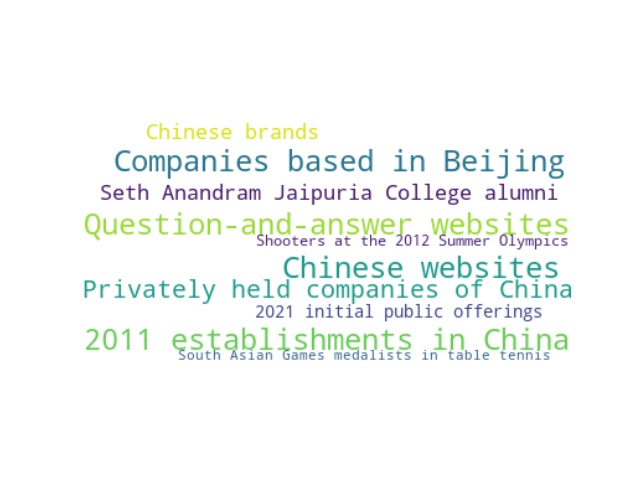 Chinese brands
Companies based in Beijing
Seth Anandram Jaipuria College alumni
Question-and-answer websites
Shooters at the 2012 Summer Olympics
Chinese websites
Privately held companies of China
2021 initial public offerings
2011 establishments in China
South Asian Games medalists in table tennis